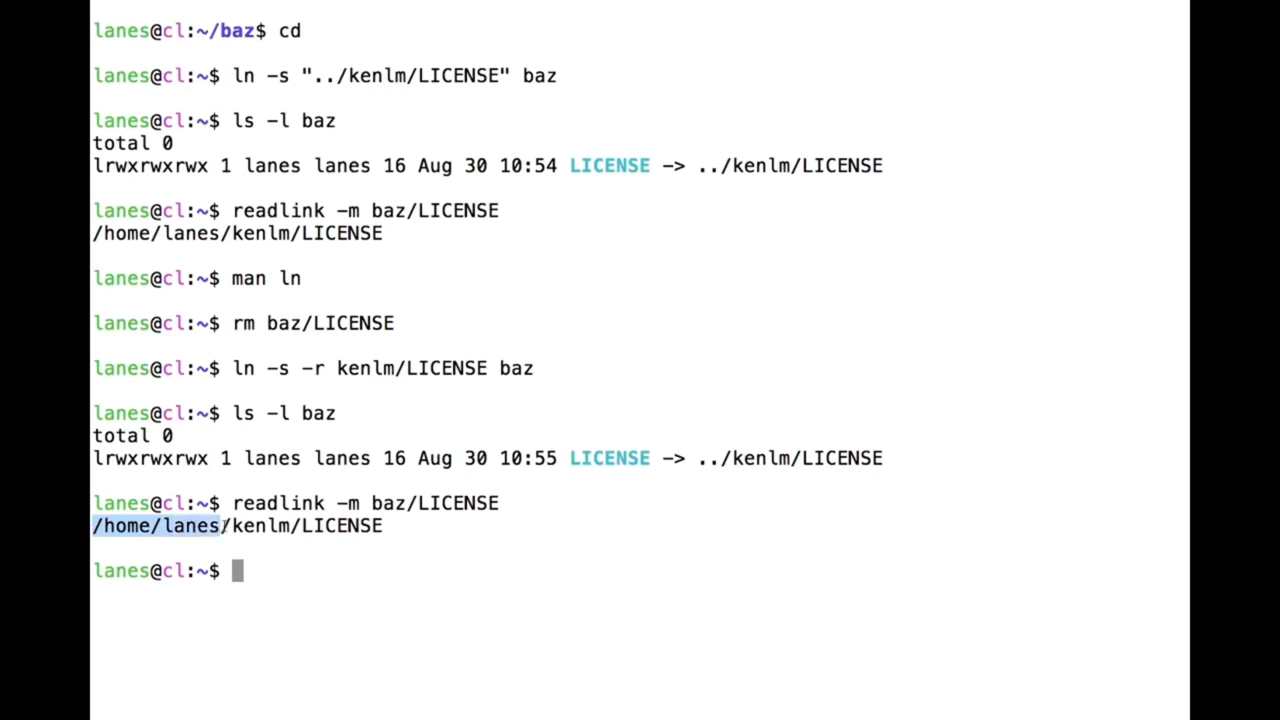 lanes@cl:~/baz$ cd
lanes@cl:~$ ln -s "../kenlm/LICENSE" baz
lanes@cl:~$ ls -l baz
total 0
lrwxrwxrwx 1 lanes lanes 16 Aug 30 10:54 LICENSE -> ../kenlm/LICENSE
lanes@cl:~$ readlink -m baz/LICENSE
/home/lanes/kenlm/LICENSE
lanes@cl:~$ man ln
lanes@cl:~$ rm baz/LICENSE
lanes@cl:~$ ln -s -r kenlm/LICENSE baz
lanes@cl:~$ ls -l baz
total 0
lrwxrwxrwx 1 lanes lanes 16 Aug 30 10:55 LICENSE -> ../kenlm/LICENSE
lanes@cl:~$ readlink -m baz/LICENSE
/home/lanes/kenlm/LICENSE
lanes@cl:~$